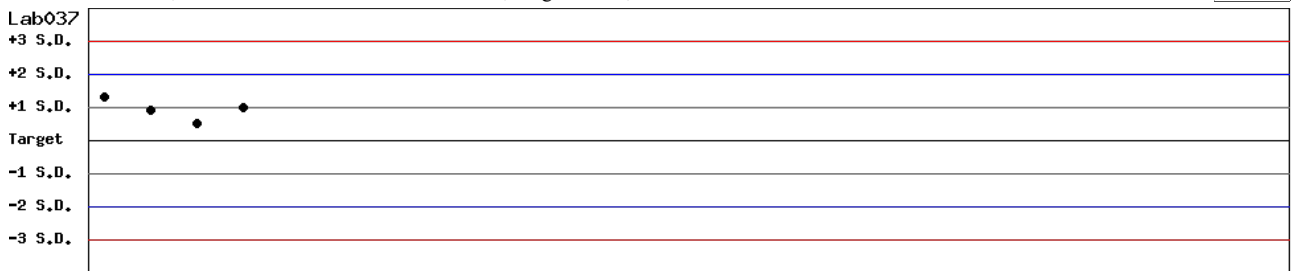 Lab037
+3 S.D.
+2 S.D.
+1 S.D.
Target
-1 S.D.
-2 S.D.
-3 S.D.